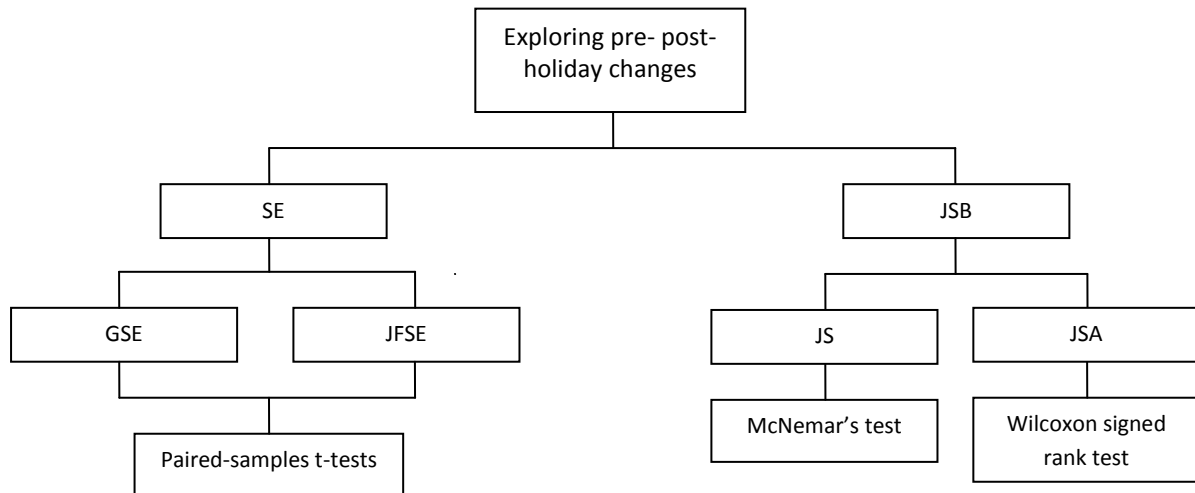 Exploring pre- post-
holiday changes
SE
JSB
GSE
JFSE
JS
JSA
McNemar's test
Wilcoxon signed
rank test
Paired-samples t-tests